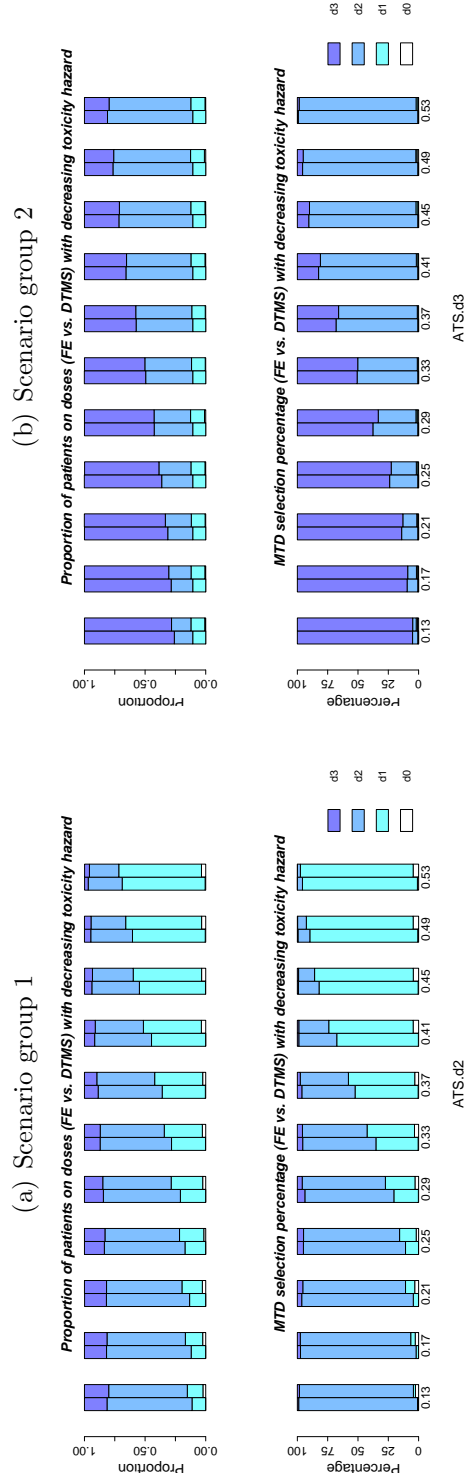 (a) Scenario group 1
Proportion of patients on doses (FE vs. DTMS) with decreasing toxicity hazard
Proportion
0.00
0.50
1.00
MTD selection percentage (FE vs. DTMS) with decreasing toxicity hazard
Percentage
0
25
50
75
100
0.13 0.17 0.21 0.25 0.29 0.33 0.37 0.41 0.45 0.49 0.53
ATS.d2
d3
d2
d1
d0
(b) Scenario group 2
Proportion of patients on doses (FE vs. DTMS) with decreasing toxicity hazard
Proportion
0.00
0.50
1.00
MTD selection percentage (FE vs. DTMS) with decreasing toxicity hazard
Percentage
0
25
50
75
100
0.13 0.17 0.21 0.25 0.29 0.33 0.37 0.41 0.45 0.49 0.53
ATS.d3
d3
d2
d1
d0